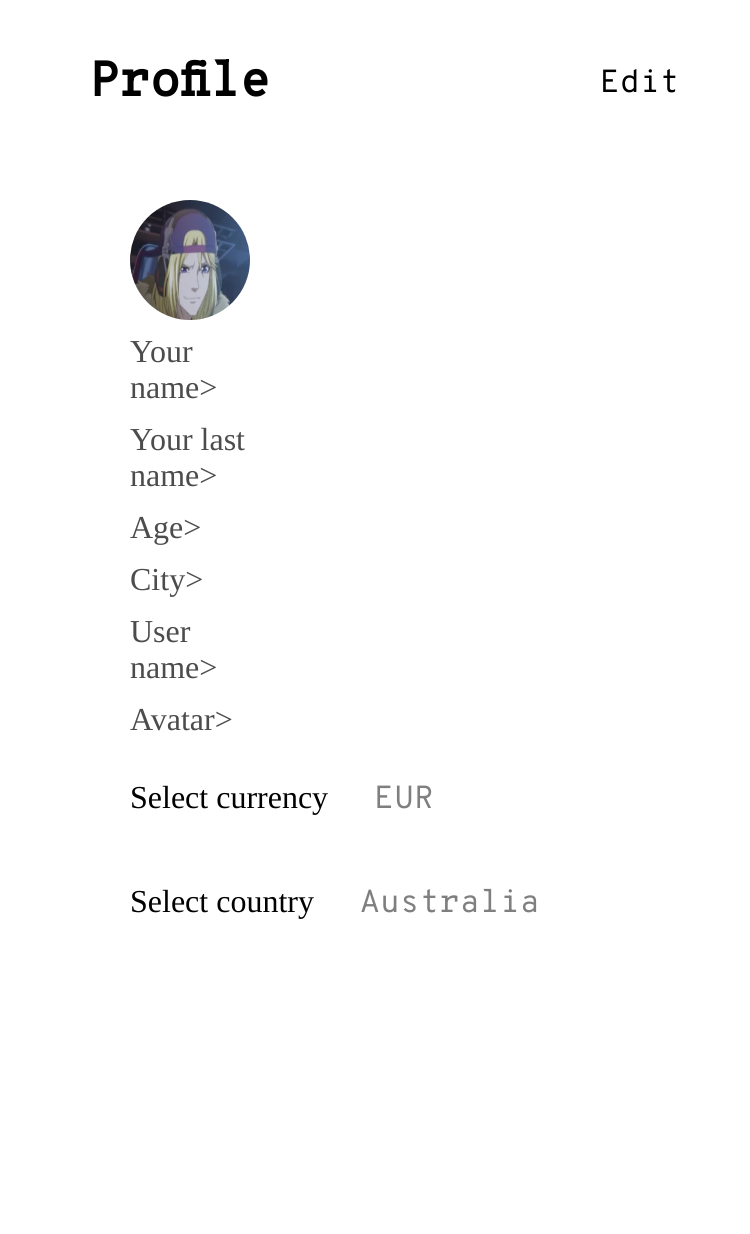 Profile Edit
Your
name>
Your last
name>
Age>
City>
User
name>
Avatar>
Select currency EUR
Select country Australia